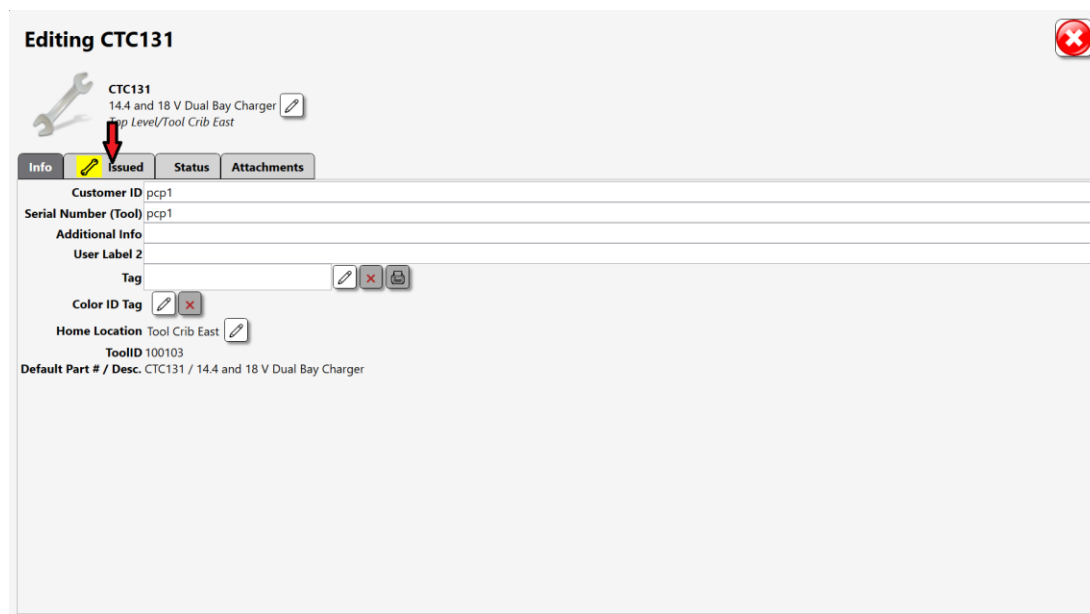 Editing CTC131
CTC131
14.4 and 18 V Dual Bay Charger
Top Level/Tool Crib East
Info Issued Status Attachments
Customer ID pcp1
Serial Number (Tool) pcp1
Additional Info
User Label 2
Tag
Color ID Tag
Home Location Tool Crib East
ToolID 100103
Default Part # / Desc. CTC131 / 14.4 and 18 V Dual Bay Charger